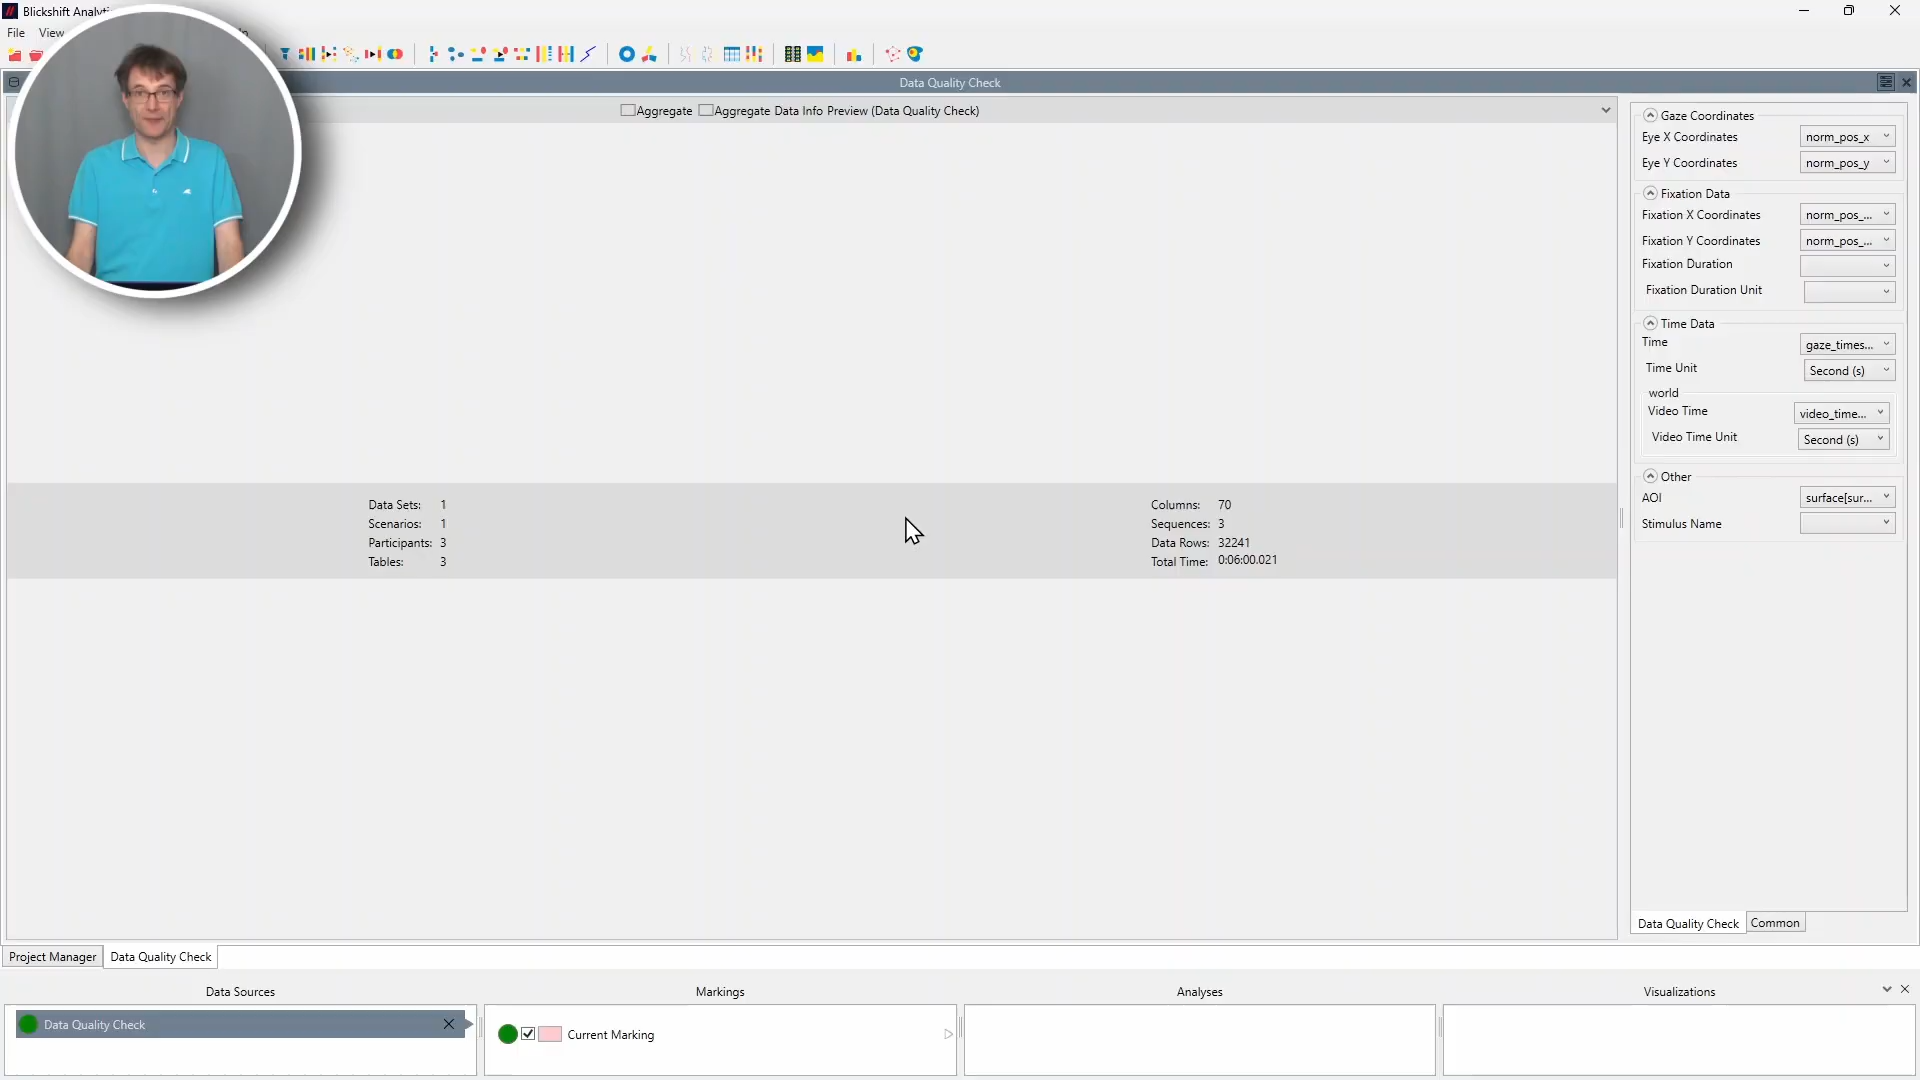 Blickshift Analyti
File View
Data Quality Check
Aggregate Aggregate Data Info Preview (Data Quality Check)
Gaze Coordinates
Eye X Coordinates norm_pos_x
Eye Y Coordinates norm_pos_y
Fixation Data
Fixation X Coordinates norm_pos_...
Fixation Y Coordinates norm_pos_...
Fixation Duration
Fixation Duration Unit
Time Data
Time gaze_times...
Time Unit Second (s)
world
Video Time video_time...
Video Time Unit Second (s)
Other
AOI surface[sur...
Stimulus Name
Data Sets: 1
Scenarios: 1
Participants: 3
Tables: 3
Columns: 70
Sequences: 3
Data Rows: 32241
Total Time: 0:06:00.021
Data Quality Check Common
Project Manager Data Quality Check
Data Sources Markings Analyses Visualizations
Data Quality Check
Current Marking